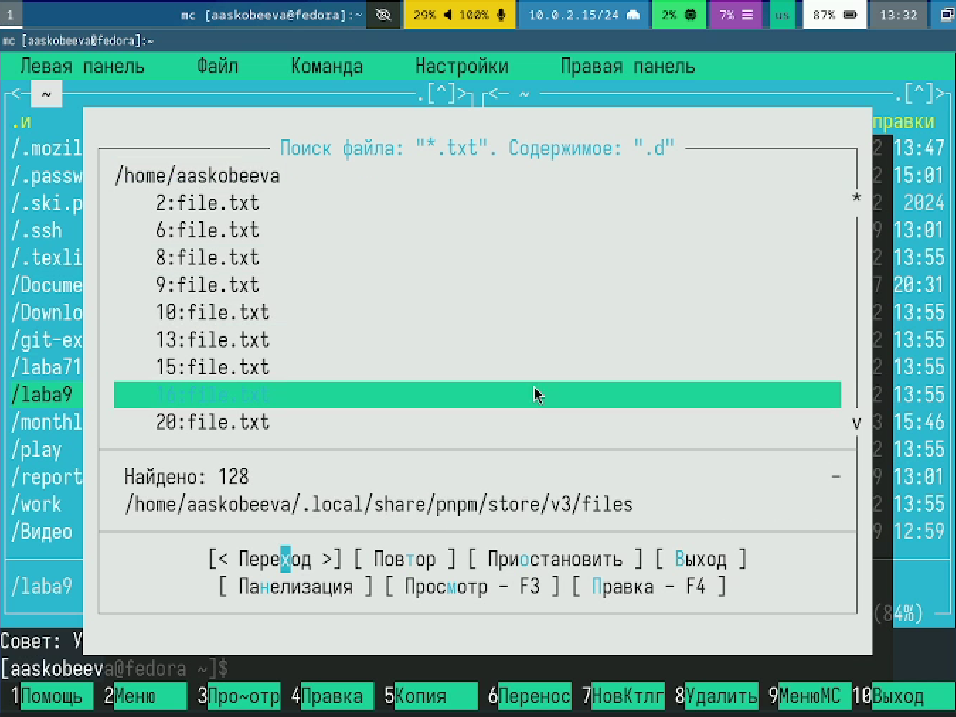 1 mc [aaskobeeva@fedora]:~ 29% 100% 10.0.2.15/24 2% 7% us 87% 13:32
mc [aaskobeeva@fedora]:~
Левая панель Файл Команда Настройки Правая панель
<- ~ .[^]> <- ~ .[^]>
.и правки
/.mozil 2 13:47
/.passw 2 15:01
/.ski.p 2 2024
/.ssh 9 13:01
/.texli 2 13:55
/Docume 7 20:31
/Downlo 2 13:55
/git-ex 2 13:55
/laba71 2 13:55
/laba9 2 13:55
/monthl 3 15:46
/play 2 13:55
/report 9 13:01
/work 2 13:55
/Видео 9 12:59
/laba9
(84%)
Поиск файла: "*.txt". Содержимое: ".d"
/home/aaskobeeva
2:file.txt
6:file.txt
8:file.txt
9:file.txt
10:file.txt
13:file.txt
15:file.txt
16:file.txt
20:file.txt
Найдено: 128
/home/aaskobeeva/.local/share/pnpm/store/v3/files
[< Переход >] [ Повтор ] [ Приостановить ] [ Выход ]
[ Панелизация ] [ Просмотр - F3 ] [ Правка - F4 ]
Совет: У
[aaskobeeva@fedora ~]$
1Помощь 2Меню 3Про~отр 4Правка 5Копия 6Перенос 7НовКтлг 8Удалить 9МенюMC 10Выход